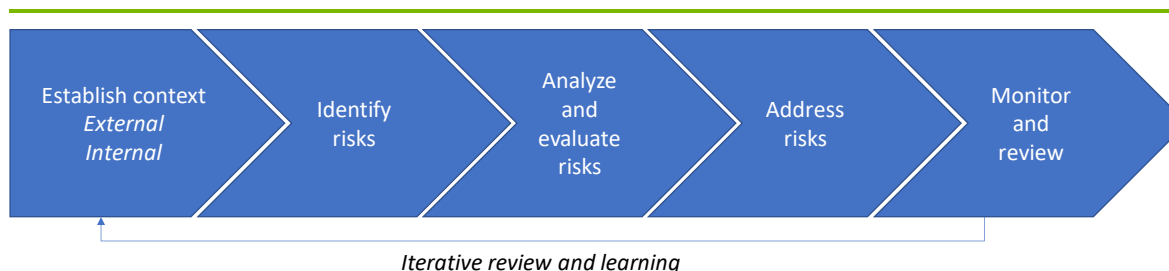 Establish context
External
Internal
Identify
risks
Analyze
and
evaluate
risks
Address
risks
Monitor
and
review
Iterative review and learning